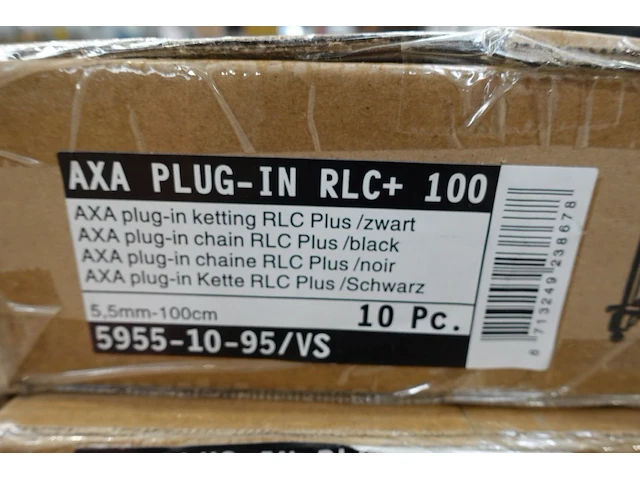 AXA PLUG-IN RLC+ 100
AXA plug-in ketting RLC Plus /zwart
AXA plug-in chain RLC Plus /black
AXA plug-in chaine RLC Plus /noir
AXA plug-in Kette RLC Plus /Schwarz
5,5mm-100cm
10 Pc.
5955-10-95/VS
8 713249 238678